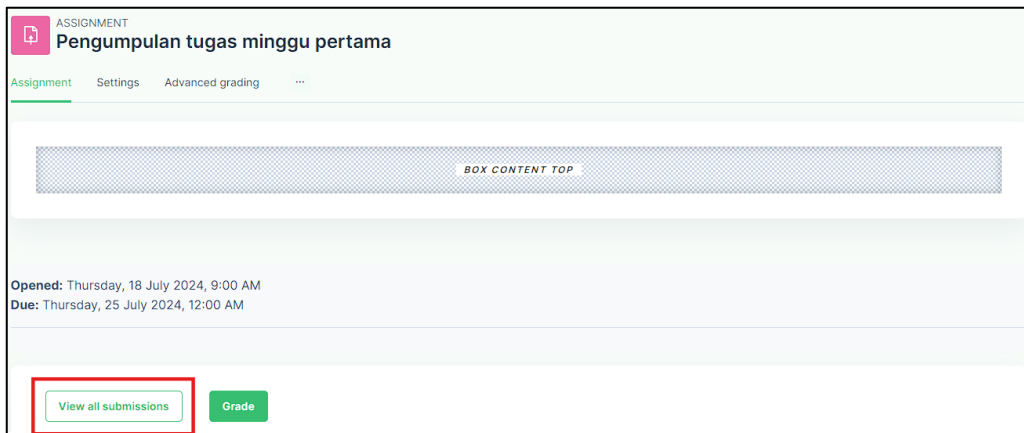 ASSIGNMENT
Pengumpulan tugas minggu pertama
Assignment Settings Advanced grading ...
BOX CONTENT TOP
Opened: Thursday, 18 July 2024, 9:00 AM
Due: Thursday, 25 July 2024, 12:00 AM
View all submissions Grade